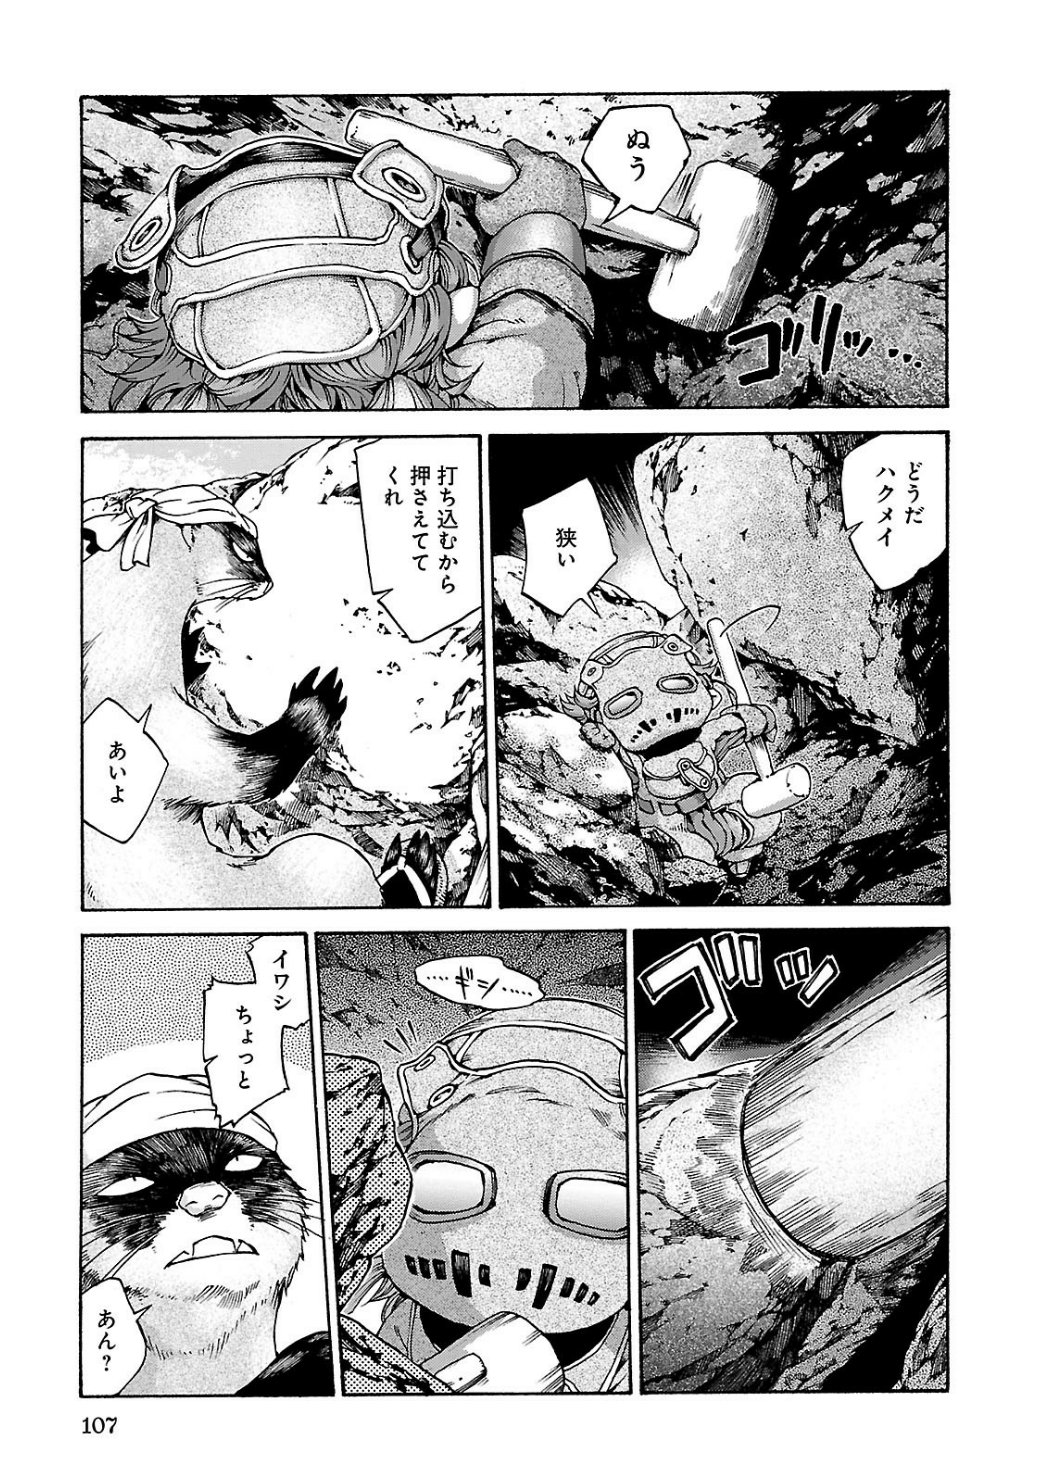 ぬう
ゴリッ…
どうだ
ハクメイ
狭い
打ち込むから
押さえてて
くれ
あいよ
ゴッッ
……ギシ……
イワシ
ちょっと
あん？
107